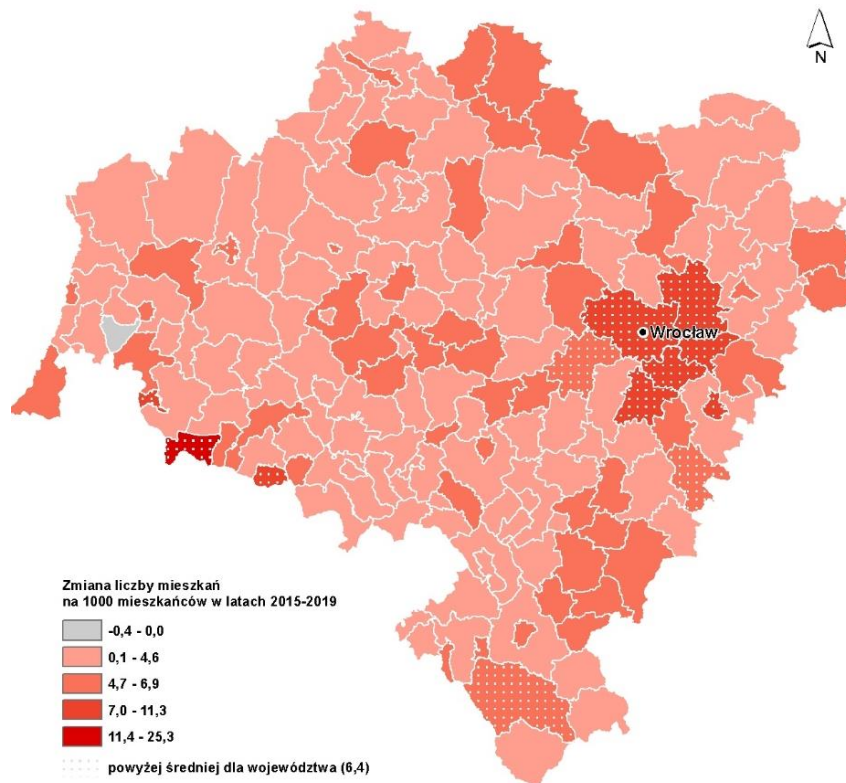 N
Wrocław
Zmiana liczby mieszkań
na 1000 mieszkańców w latach 2015-2019
-0,4 - 0,0
0,1 - 4,6
4,7 - 6,9
7,0 - 11,3
11,4 - 25,3
powyżej średniej dla województwa (6,4)